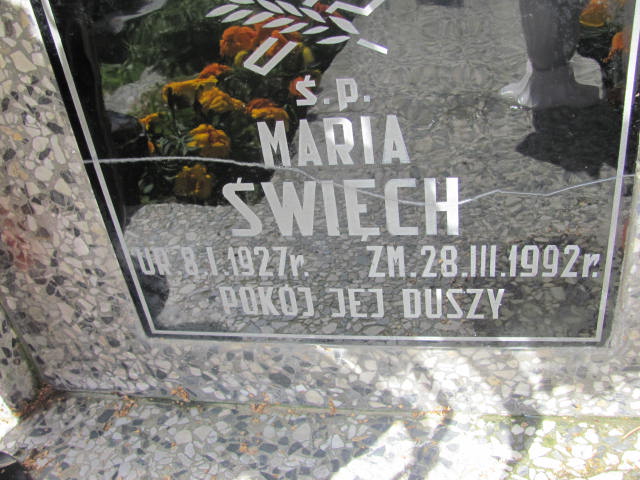 Ś.P.
MARIA
ŚWIĘCH
UR 8.I.1927r. ZM.28.III.1992r.
POKÓJ JEJ DUSZY